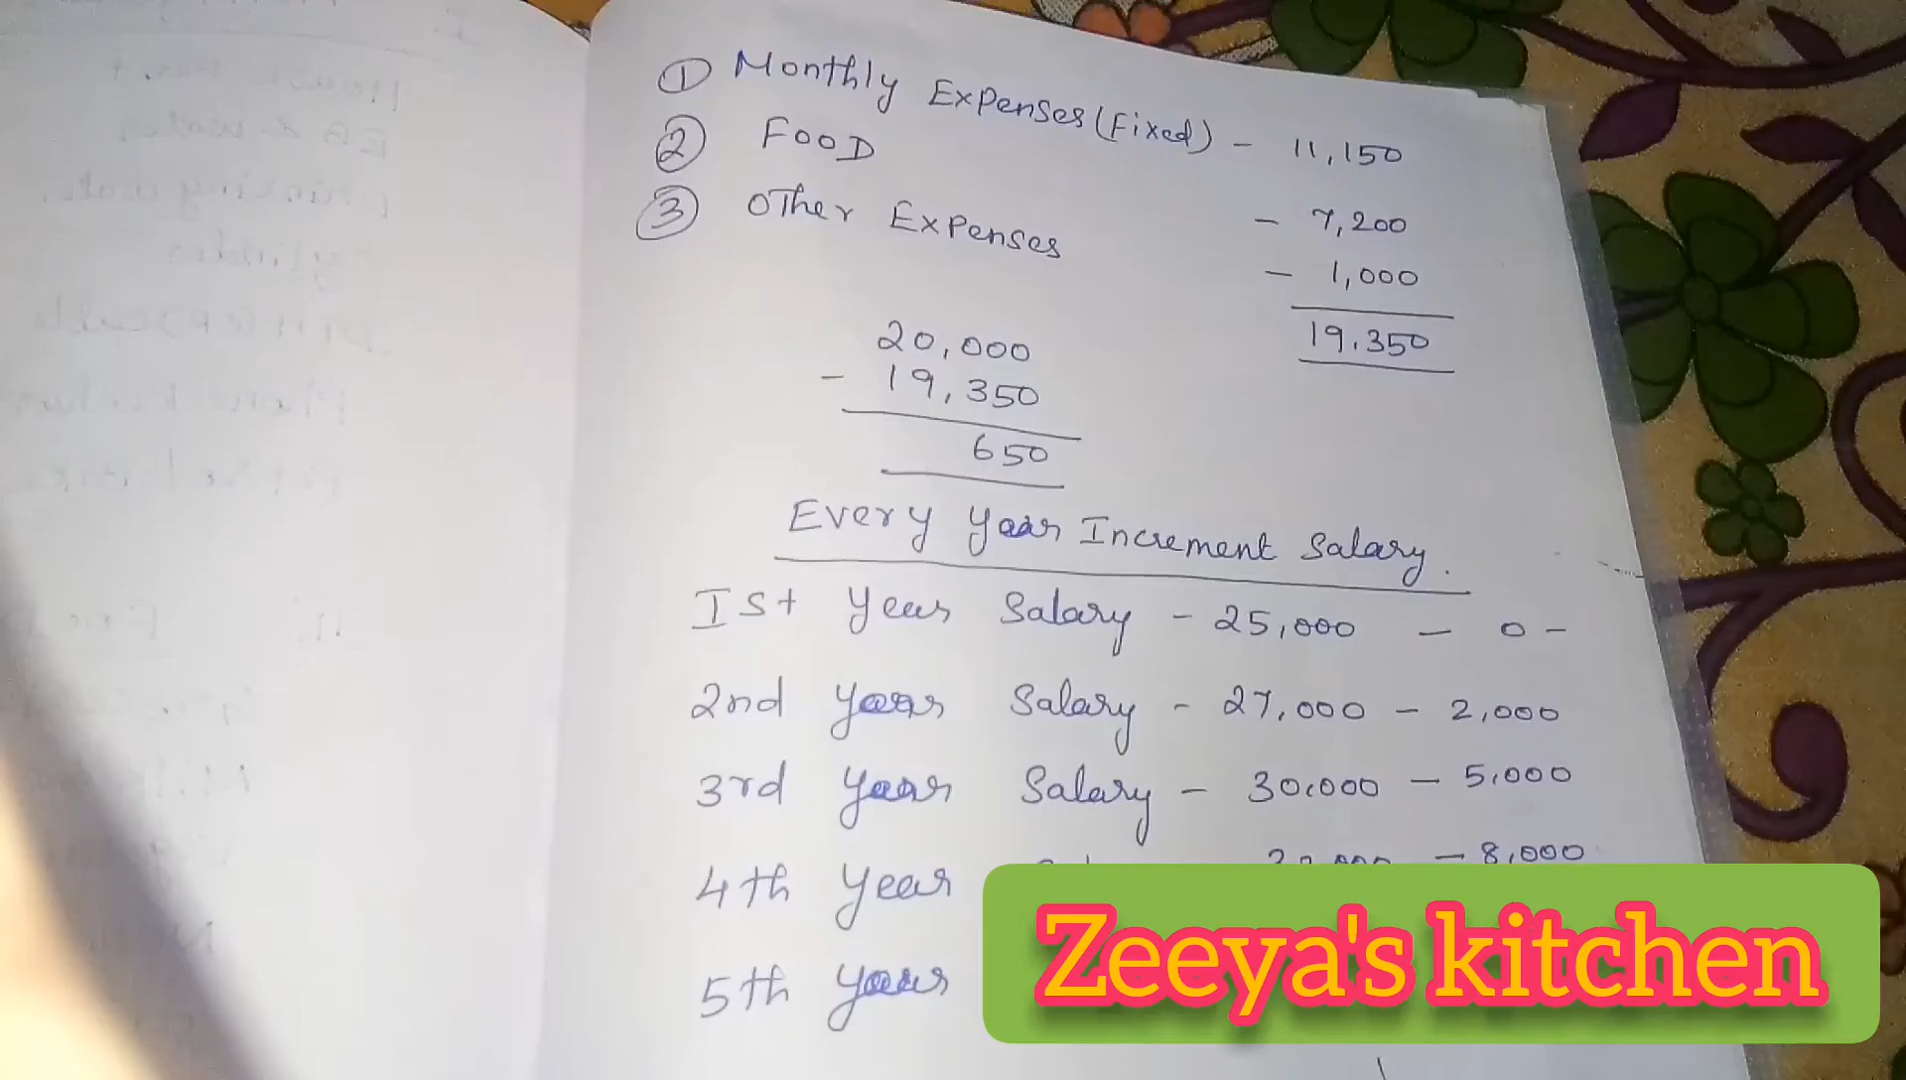 ① Monthly Expenses (Fixed) - 11,150
② FOOD - 7,200
③ Other Expenses - 1,000
19,350
20,000
- 19,350
650
Every Year Increment Salary.
Ist Year Salary - 25,000 - 0 -
2nd Year Salary - 27,000 - 2,000
3rd Year Salary - 30,000 - 5,000
4th Year - 8,000
5th Year
Zeeya's kitchen